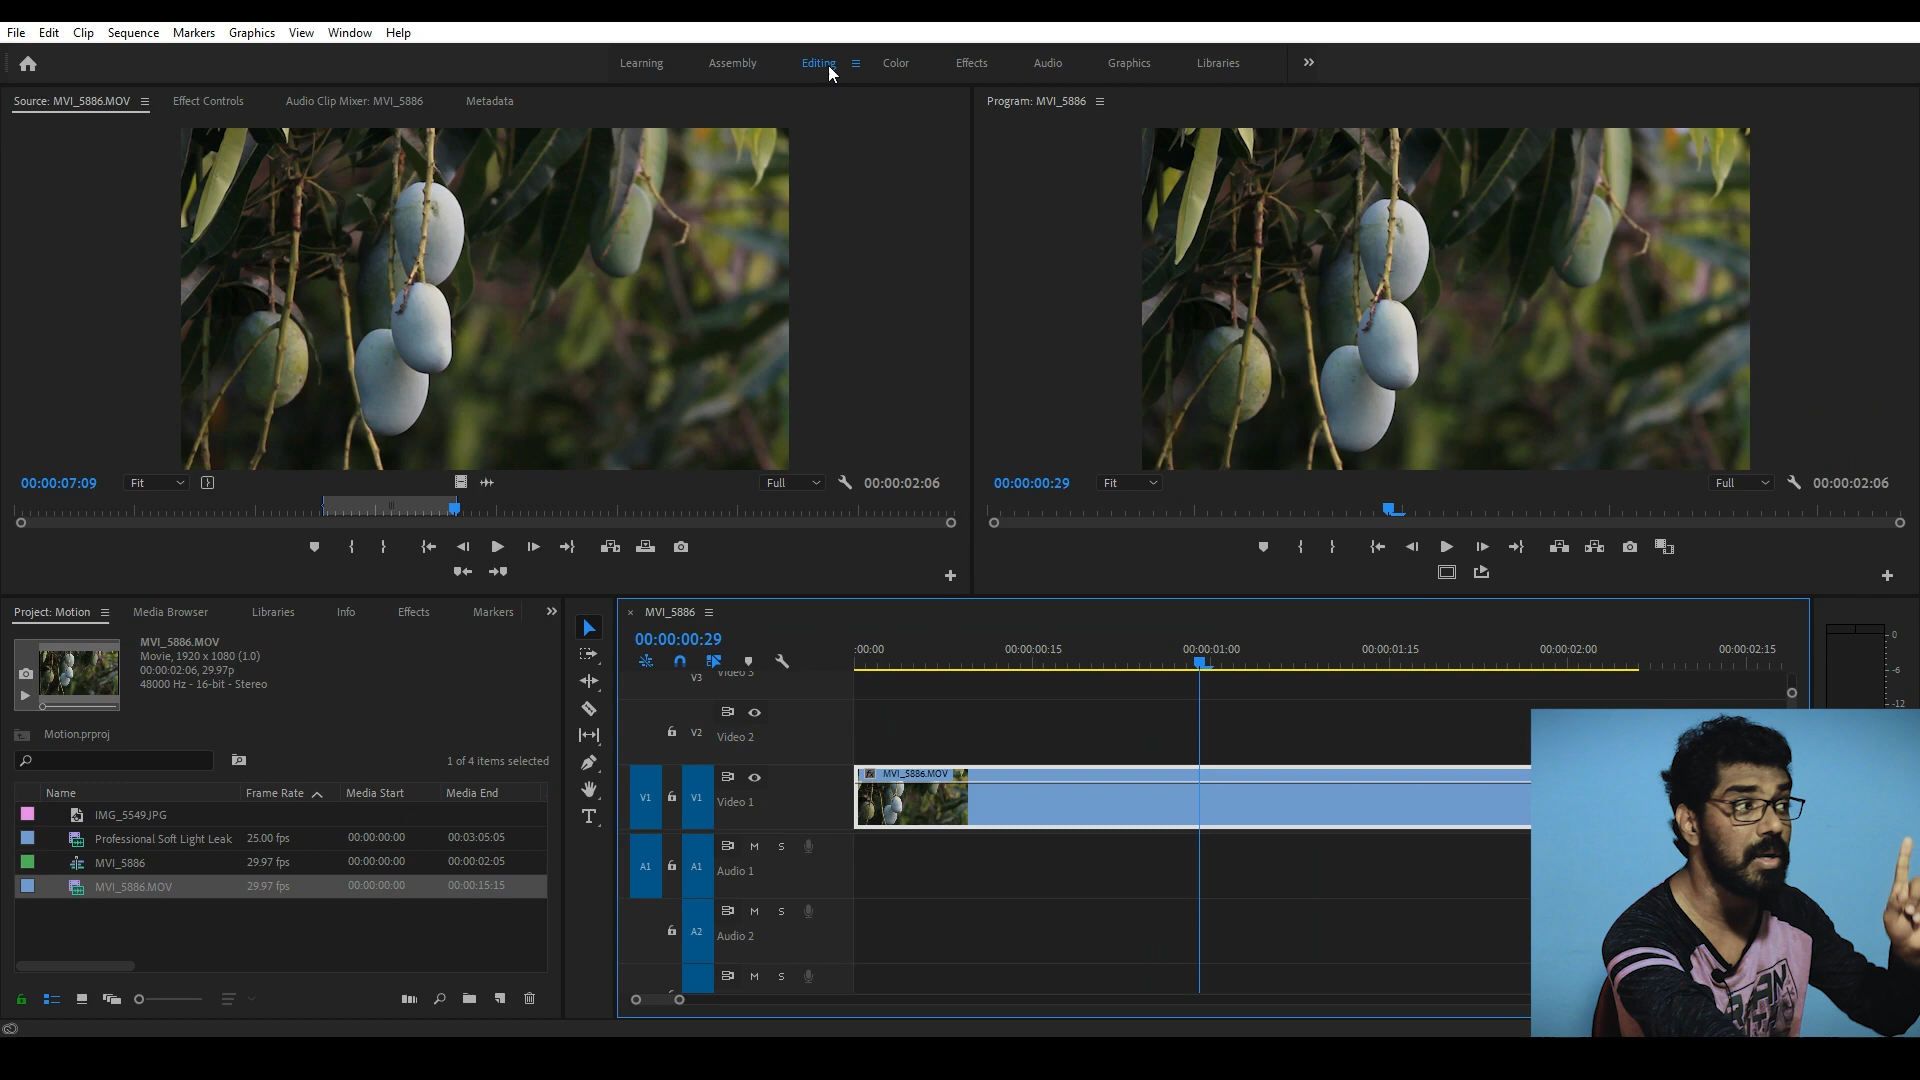 File Edit Clip Sequence Markers Graphics View Window Help
Learning Assembly Editing Color Effects Audio Graphics Libraries
Source: MVI_5886.MOV Effect Controls Audio Clip Mixer: MVI_5886 Metadata
Program: MVI_5886
00:00:07:09 Fit Full 00:00:02:06
00:00:00:29 Fit Full 00:00:02:06
Project: Motion Media Browser Libraries Info Effects Markers
MVI_5886.MOV
Movie, 1920 x 1080 (1.0)
00:00:02:06, 29.97p
48000 Hz - 16-bit - Stereo
Motion.prproj
1 of 4 items selected
Name Frame Rate Media Start Media End
IMG_5549.JPG
Professional Soft Light Leak 25.00 fps 00:00:00:00 00:03:05:05
MVI_5886 29.97 fps 00:00:00:00 00:00:02:05
MVI_5886.MOV 29.97 fps 00:00:00:00 00:00:15:15
× MVI_5886
00:00:00:29
:00:00 00:00:00:15 00:00:01:00 00:00:01:15 00:00:02:00 00:00:02:15
V3 Video 3
V2 Video 2
V1 V1 Video 1
fx MVI_5886.MOV
M S
A1 A1 Audio 1
M S
A2 Audio 2
M S
T
0
-6
-12